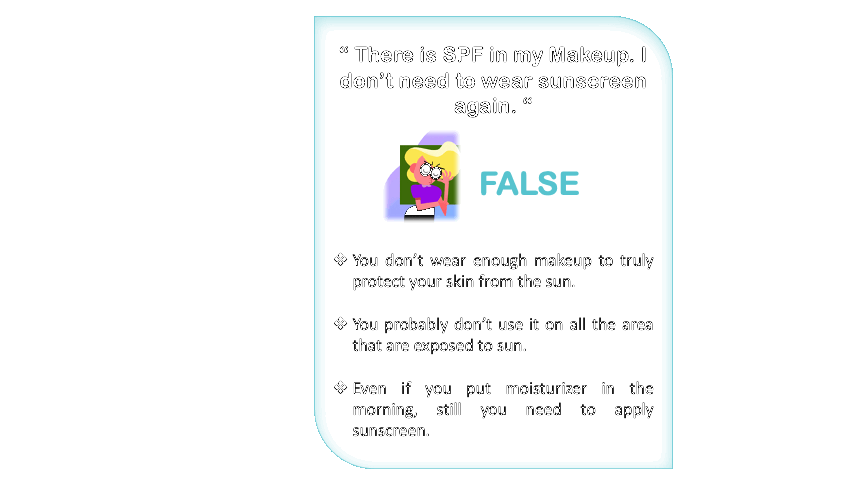 “ There is SPF in my Makeup. I
don’t need to wear sunscreen
again. “
FALSE
❖ You don’t wear enough makeup to truly
protect your skin from the sun.
❖ You probably don’t use it on all the area
that are exposed to sun.
❖ Even if you put moisturizer in the
morning, still you need to apply
sunscreen.